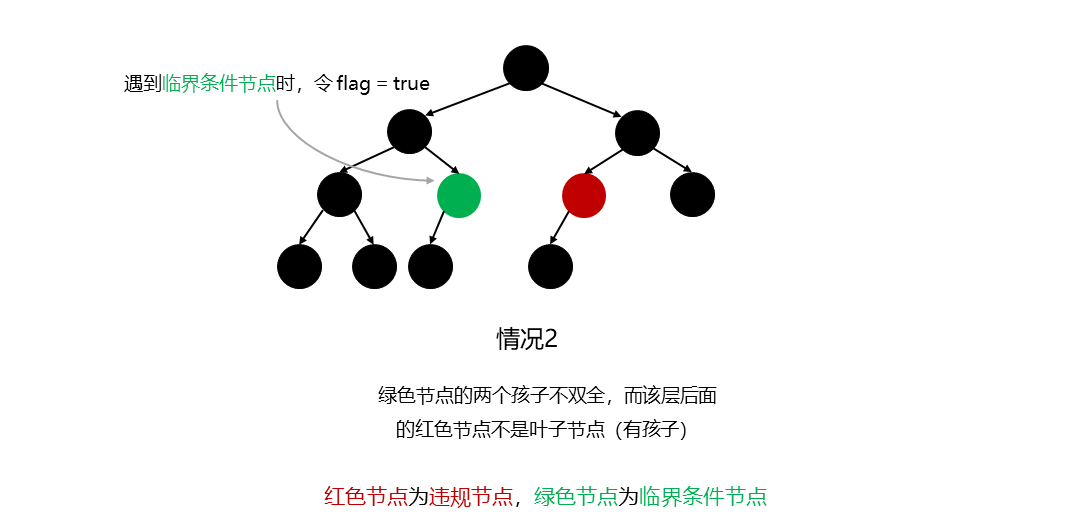 遇到临界条件节点时，令 flag = true
情况2
绿色节点的两个孩子不双全，而该层后面
的红色节点不是叶子节点（有孩子）
红色节点为违规节点，绿色节点为临界条件节点